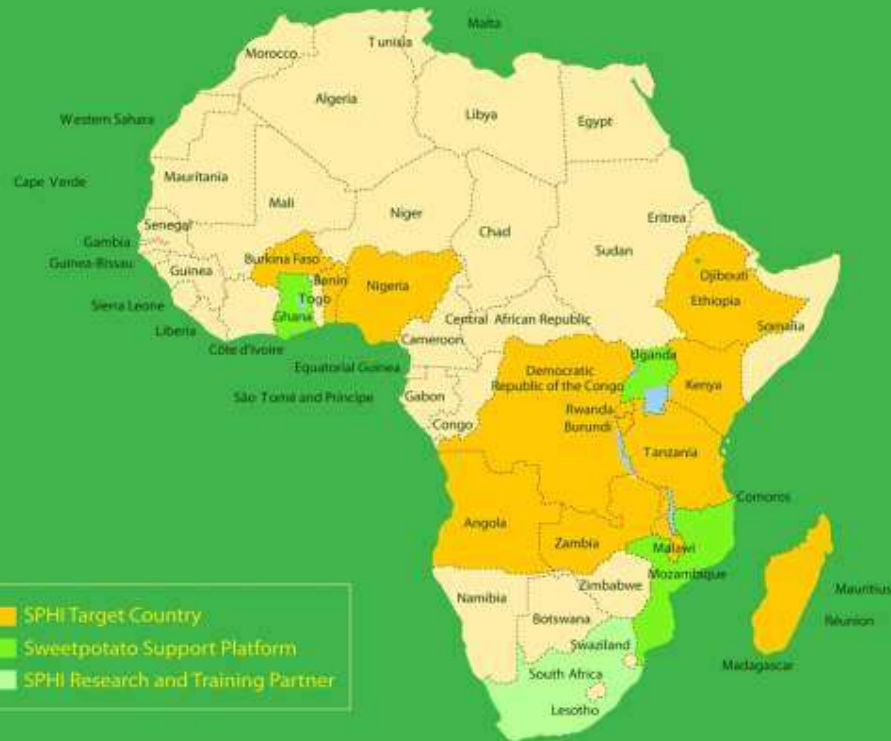 Malta
Tunisia
Morocco
Algeria
Libya
Egypt
Western Sahara
Mauritania
Cape Verde
Mali
Niger
Chad
Sudan
Eritrea
Senegal
Gambia
Guinea-Bissau
Guinea
Burkina Faso
Benin
Nigeria
Togo
Ghana
Djibouti
Ethiopia
Somalia
Sierra Leone
Liberia
Côte d'Ivoire
Central African Republic
Cameroon
Equatorial Guinea
São Tomé and Príncipe
Gabon
Congo
Democratic
Republic of the Congo
Uganda
Kenya
Rwanda
Burundi
Tanzania
Comoros
Angola
Zambia
Malawi
Mozambique
Zimbabwe
Namibia
Botswana
Swaziland
South Africa
Lesotho
Mauritius
Réunion
Madagascar
SPHI Target Country
Sweetpotato Support Platform
SPHI Research and Training Partner